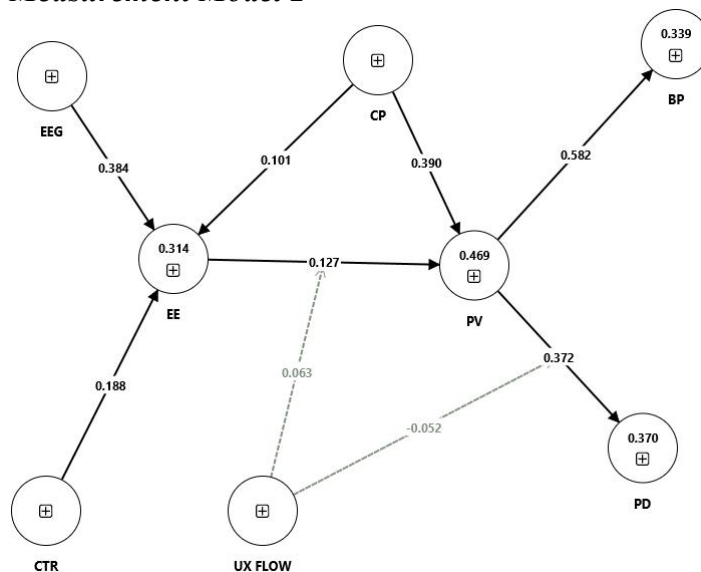 Measurement Model
0.339
BP
EEG
CP
0.384
0.101
0.390
0.582
0.314
EE
0.127
0.469
PV
0.188
0.063
0.372
-0.052
0.370
PD
CTR
UX FLOW